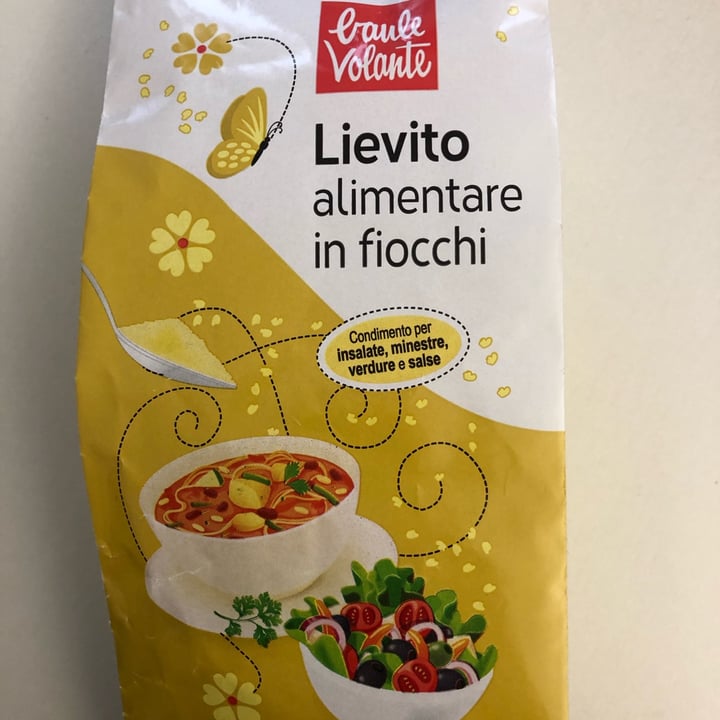 baule
volante
Lievito
alimentare
in fiocchi
Condimento per
insalate, minestre,
verdure e salse